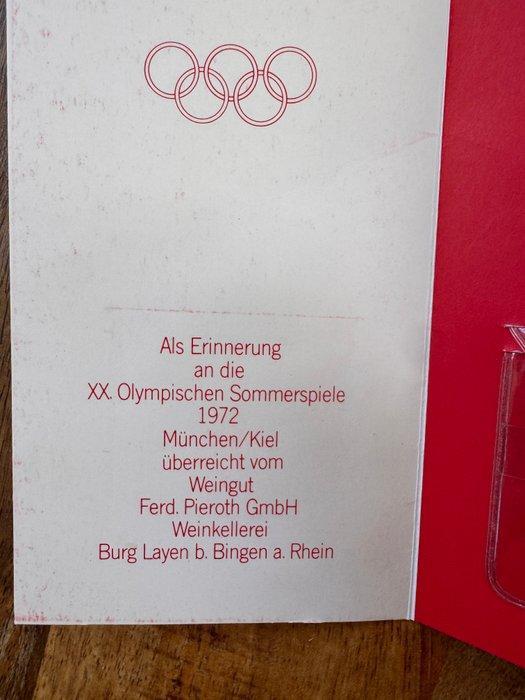 Als Erinnerung
an die
XX. Olympischen Sommerspiele
1972
München/Kiel
überreicht vom
Weingut
Ferd. Pieroth GmbH
Weinkellerei
Burg Layen b. Bingen a. Rhein